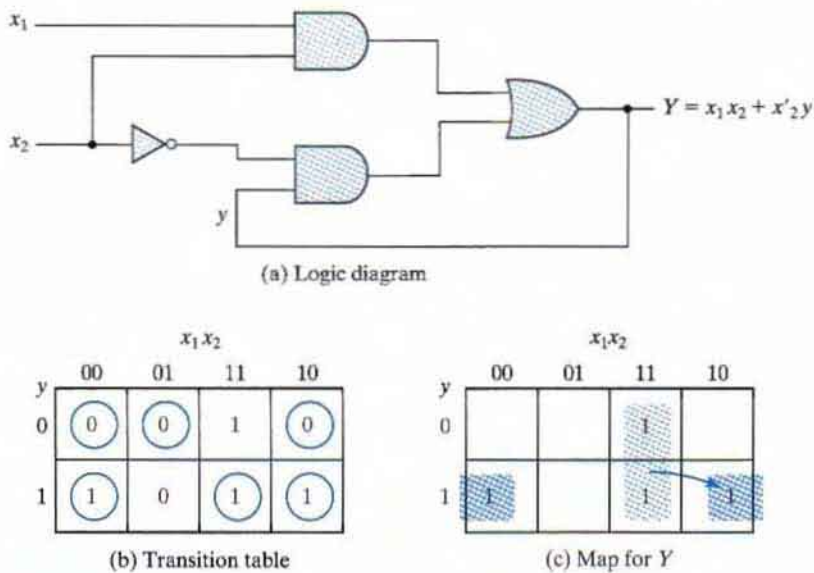 x₁
x₂
Y = x₁x₂ + x'₂y
y
(a) Logic diagram
x₁x₂
y 00 01 11 10
0 0 0 1 0
1 1 0 1 1
(b) Transition table
x₁x₂
y 00 01 11 10
0 1
1 1 1 1
(c) Map for Y